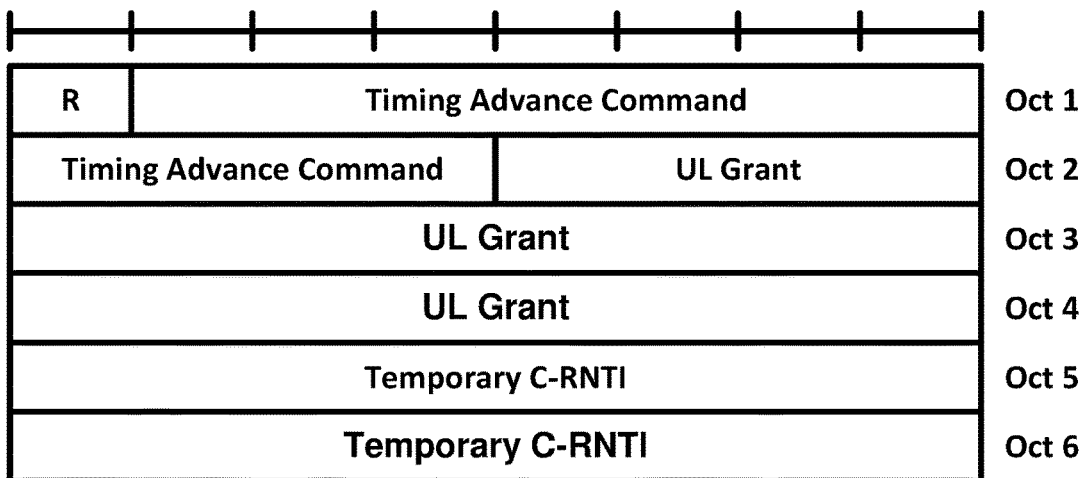 R Timing Advance Command Oct 1
Timing Advance Command UL Grant Oct 2
UL Grant Oct 3
UL Grant Oct 4
Temporary C-RNTI Oct 5
Temporary C-RNTI Oct 6